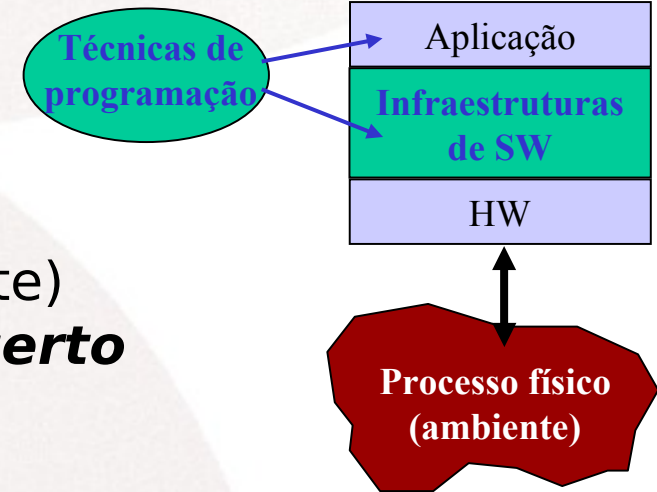 Técnicas de
programação
Aplicação
Infraestruturas
de SW
HW
te)
erto
Processo físico
(ambiente)